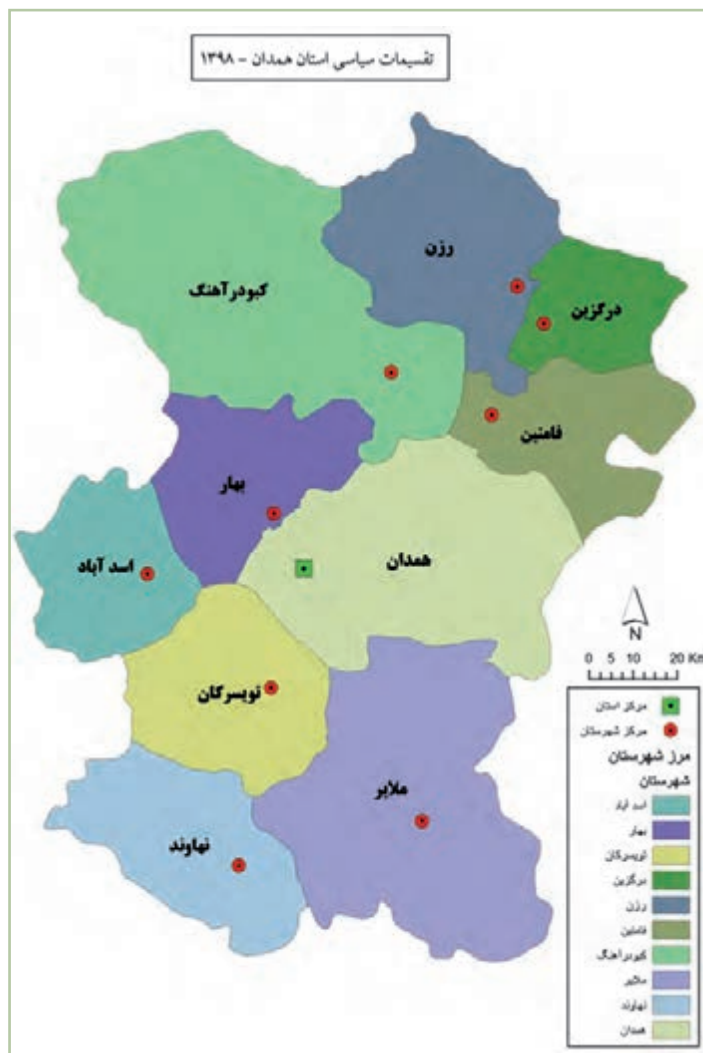 تقسیمات سیاسی استان همدان - ۱۳۹۸
رزن
کبودرآهنگ
درگزین
فامنین
بهار
همدان
اسد آباد
تویسرکان
ملایر
نهاوند
N
0 5 10 20 Km
مرکز استان
مرکز شهرستان
مرز شهرستان
شهرستان
اسد آباد
بهار
تویسرکان
درگزین
رزن
فامنین
کبودرآهنگ
ملایر
نهاوند
همدان